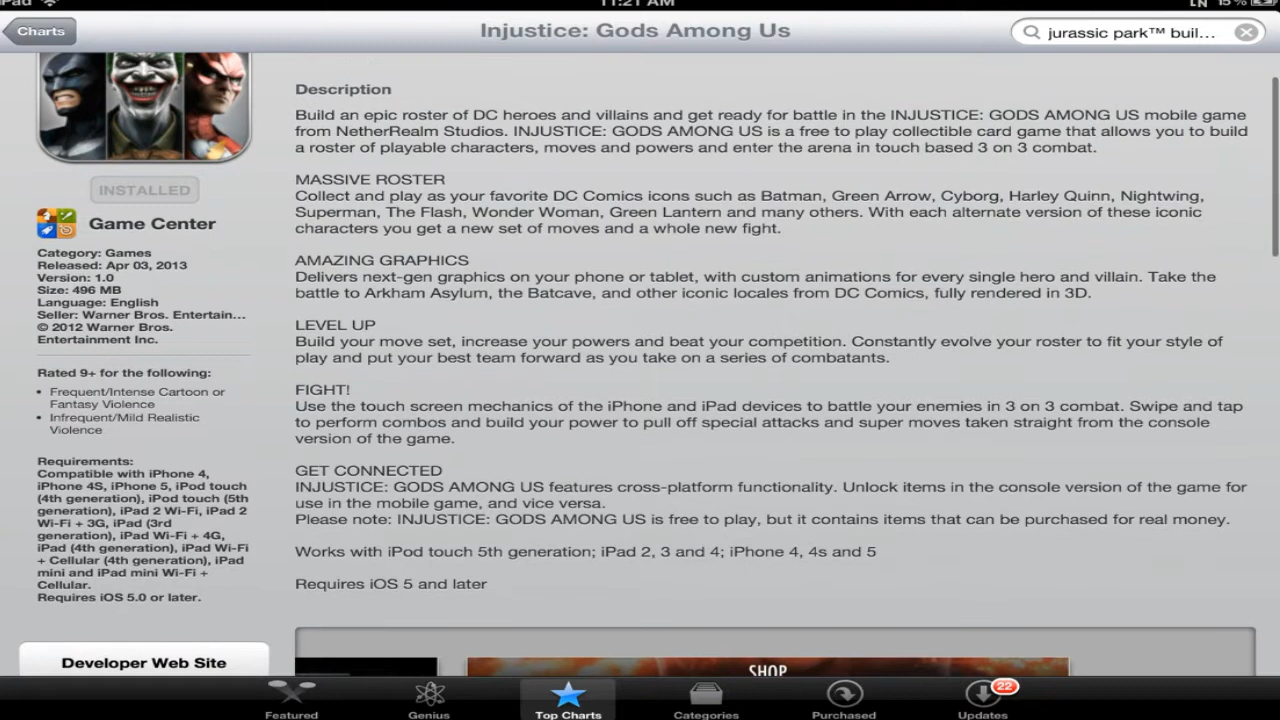 iPad 11:21 AM 15%
Charts
Injustice: Gods Among Us
jurassic park™ buil...
INSTALLED
Game Center
Category: Games
Released: Apr 03, 2013
Version: 1.0
Size: 496 MB
Language: English
Seller: Warner Bros. Entertain...
© 2012 Warner Bros.
Entertainment Inc.
Rated 9+ for the following:
• Frequent/Intense Cartoon or
Fantasy Violence
• Infrequent/Mild Realistic
Violence
Requirements:
Compatible with iPhone 4,
iPhone 4S, iPhone 5, iPod touch
(4th generation), iPod touch (5th
generation), iPad 2 Wi-Fi, iPad 2
Wi-Fi + 3G, iPad (3rd
generation), iPad Wi-Fi + 4G,
iPad (4th generation), iPad Wi-Fi
+ Cellular (4th generation), iPad
mini and iPad mini Wi-Fi +
Cellular.
Requires iOS 5.0 or later.
Developer Web Site
Description
Build an epic roster of DC heroes and villains and get ready for battle in the INJUSTICE: GODS AMONG US mobile game
from NetherRealm Studios. INJUSTICE: GODS AMONG US is a free to play collectible card game that allows you to build
a roster of playable characters, moves and powers and enter the arena in touch based 3 on 3 combat.
MASSIVE ROSTER
Collect and play as your favorite DC Comics icons such as Batman, Green Arrow, Cyborg, Harley Quinn, Nightwing,
Superman, The Flash, Wonder Woman, Green Lantern and many others. With each alternate version of these iconic
characters you get a new set of moves and a whole new fight.
AMAZING GRAPHICS
Delivers next-gen graphics on your phone or tablet, with custom animations for every single hero and villain. Take the
battle to Arkham Asylum, the Batcave, and other iconic locales from DC Comics, fully rendered in 3D.
LEVEL UP
Build your move set, increase your powers and beat your competition. Constantly evolve your roster to fit your style of
play and put your best team forward as you take on a series of combatants.
FIGHT!
Use the touch screen mechanics of the iPhone and iPad devices to battle your enemies in 3 on 3 combat. Swipe and tap
to perform combos and build your power to pull off special attacks and super moves taken straight from the console
version of the game.
GET CONNECTED
INJUSTICE: GODS AMONG US features cross-platform functionality. Unlock items in the console version of the game for
use in the mobile game, and vice versa.
Please note: INJUSTICE: GODS AMONG US is free to play, but it contains items that can be purchased for real money.
Works with iPod touch 5th generation; iPad 2, 3 and 4; iPhone 4, 4s and 5
Requires iOS 5 and later
SHOP
22
Featured
Genius
Top Charts
Categories
Purchased
Updates